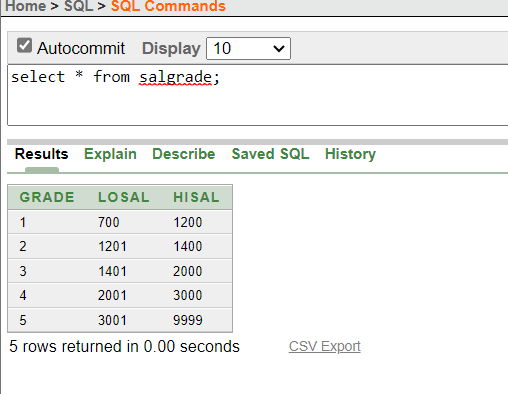 Home > SQL > SQL Commands
Autocommit Display 10
select * from salgrade;
Results Explain Describe Saved SQL History
GRADE LOSAL HISAL
1 700 1200
2 1201 1400
3 1401 2000
4 2001 3000
5 3001 9999
5 rows returned in 0.00 seconds CSV Export